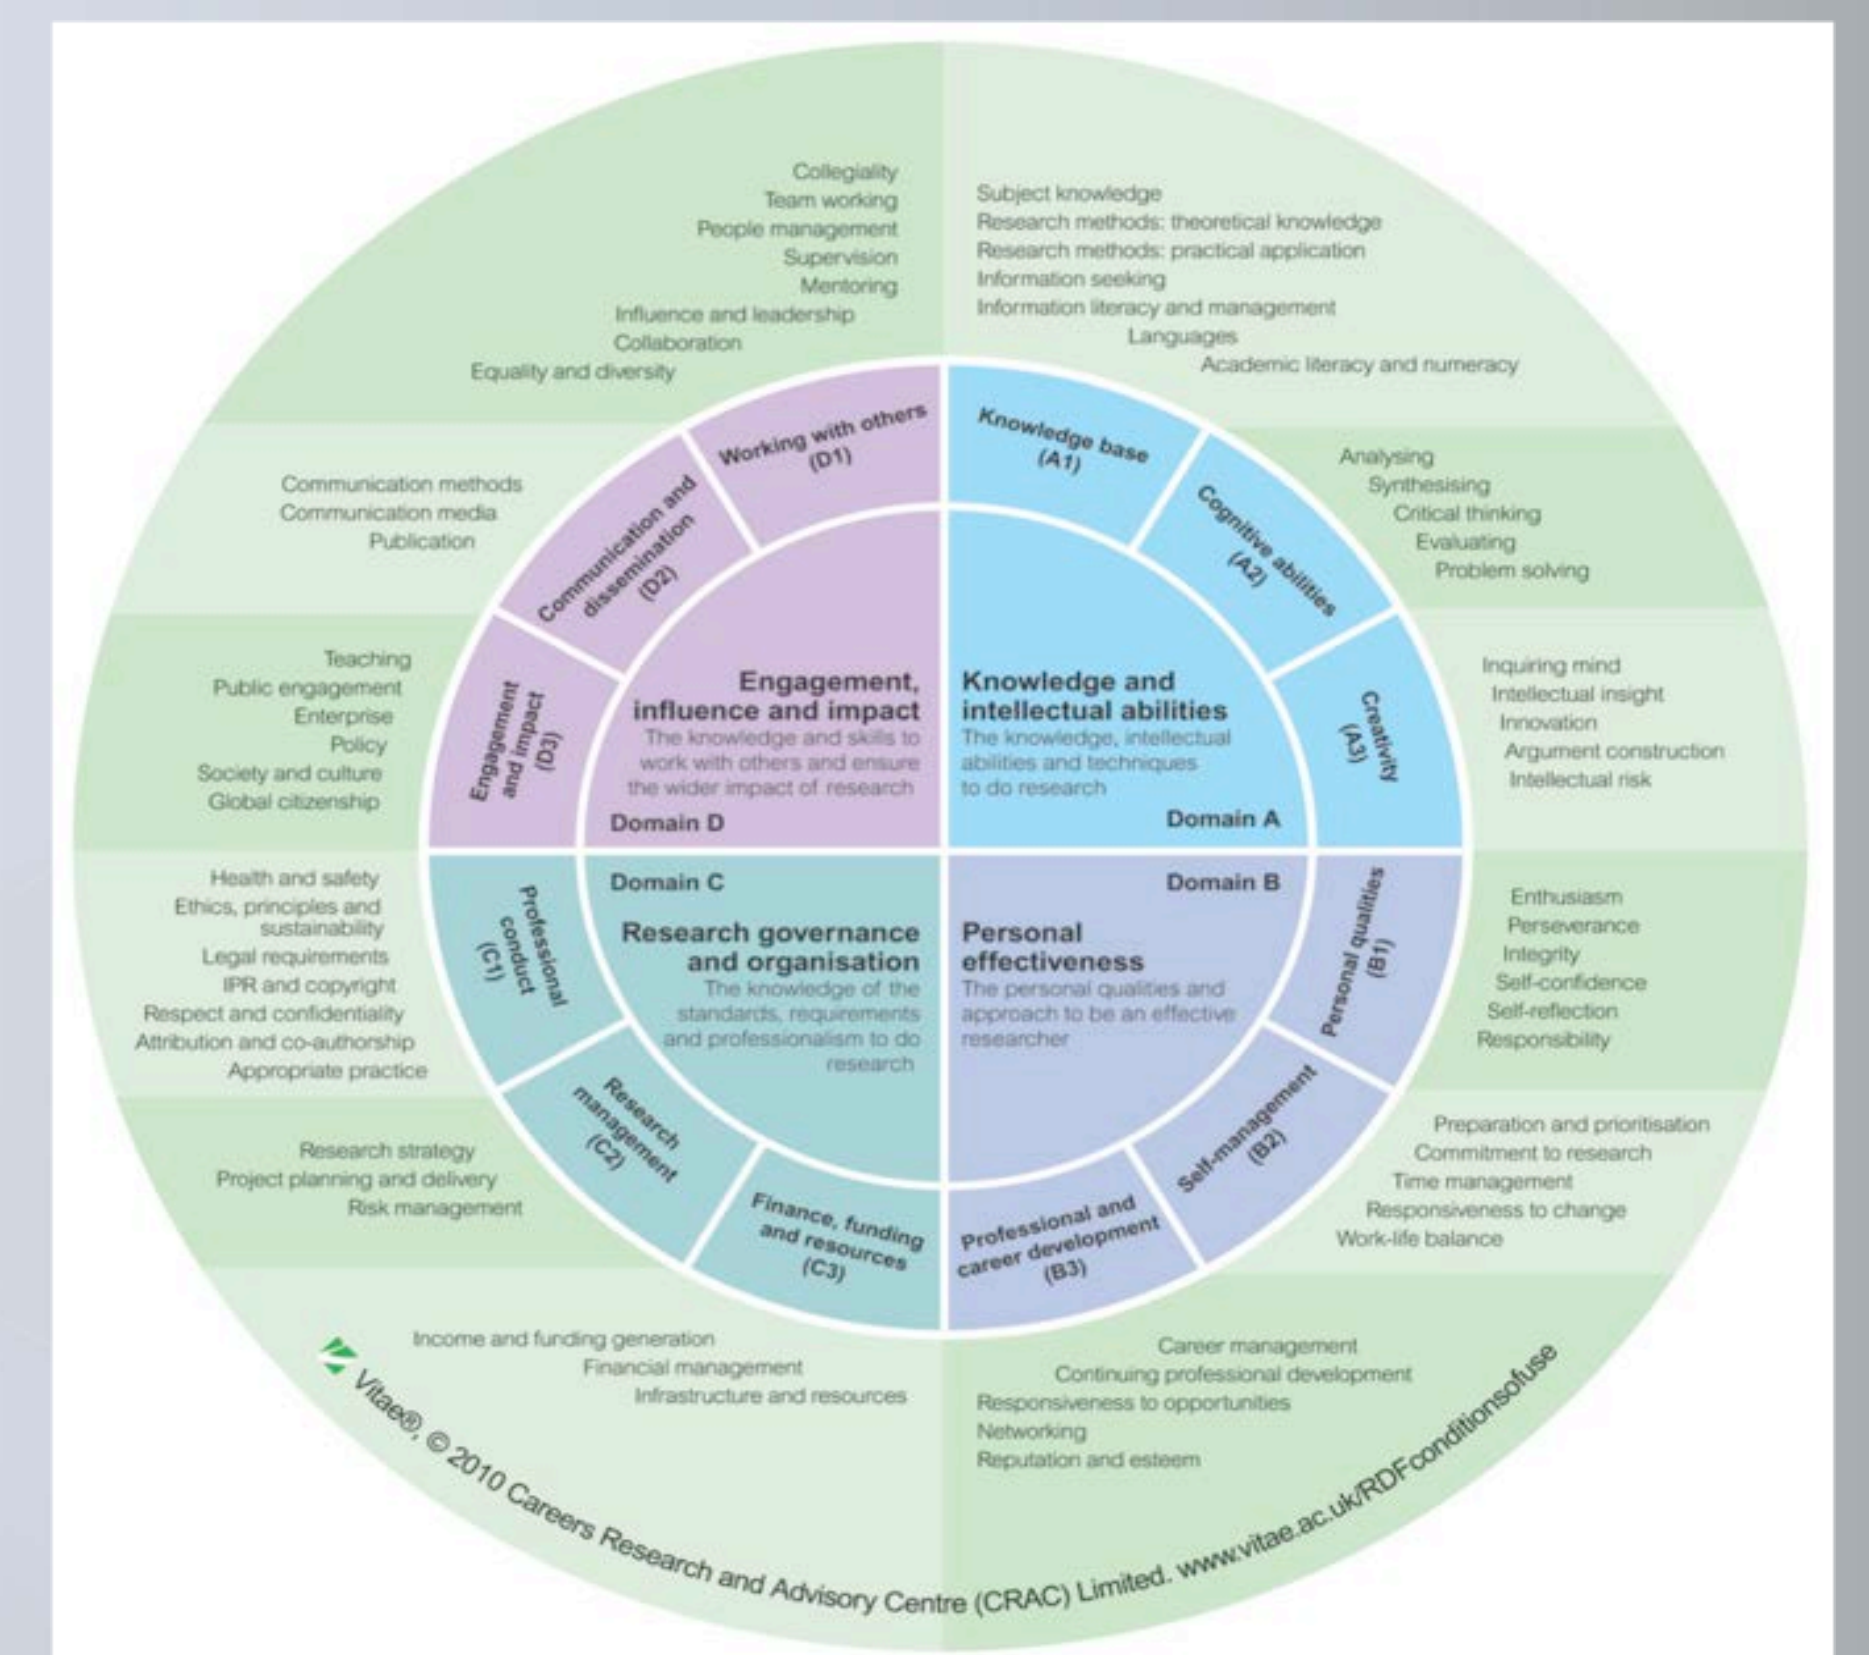 Collegiality
Team working
People management
Supervision
Mentoring
Influence and leadership
Collaboration
Equality and diversity
Subject knowledge
Research methods: theoretical knowledge
Research methods: practical application
Information seeking
Information literacy and management
Languages
Academic literacy and numeracy
Working with others
(D1)
Knowledge base
(A1)
Communication methods
Communication media
Publication
Communication and
dissemination
(D2)
Cognitive abilities
(A2)
Analysing
Synthesising
Critical thinking
Evaluating
Problem solving
Teaching
Public engagement
Enterprise
Policy
Society and culture
Global citizenship
Engagement
and impact
(D3)
Engagement,
influence and impact
The knowledge and skills to
work with others and ensure
the wider impact of research
Domain D
Knowledge and
intellectual abilities
The knowledge, intellectual
abilities and techniques
to do research
Domain A
Creativity
(A3)
Inquiring mind
Intellectual insight
Innovation
Argument construction
Intellectual risk
Health and safety
Ethics, principles and
sustainability
Legal requirements
IPR and copyright
Respect and confidentiality
Attribution and co-authorship
Appropriate practice
Professional
conduct
(C1)
Domain C
Research governance
and organisation
The knowledge of the
standards, requirements
and professionalism to do
research
Domain B
Personal
effectiveness
The personal qualities and
approach to be an effective
researcher
Personal qualities
(B1)
Enthusiasm
Perseverance
Integrity
Self-confidence
Self-reflection
Responsibility
Research strategy
Project planning and delivery
Risk management
Research
management
(C2)
Self-management
(B2)
Preparation and prioritisation
Commitment to research
Time management
Responsiveness to change
Work-life balance
Finance, funding
and resources
(C3)
Professional and
career development
(B3)
Income and funding generation
Financial management
Infrastructure and resources
Career management
Continuing professional development
Responsiveness to opportunities
Networking
Reputation and esteem
Vitae®, © 2010 Careers Research and Advisory Centre (CRAC) Limited. www.vitae.ac.uk/RDFconditionsofuse